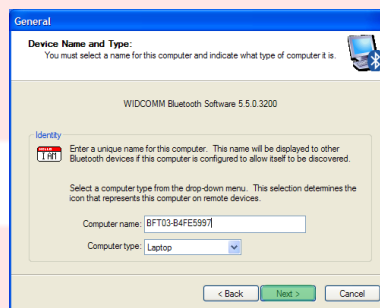 General
Device Name and Type:
You must select a name for this computer and indicate what type of computer it is.
WIDCOMM Bluetooth Software 5.5.0.3200
Identity
HELLO
I AM
Enter a unique name for this computer. This name will be displayed to other
Bluetooth devices if this computer is configured to allow itself to be discovered.
Select a computer type from the drop-down menu. This selection determines the
icon that represents this computer on remote devices.
Computer name: BFT03-B4FE5997
Computer type: Laptop
< Back Next > Cancel